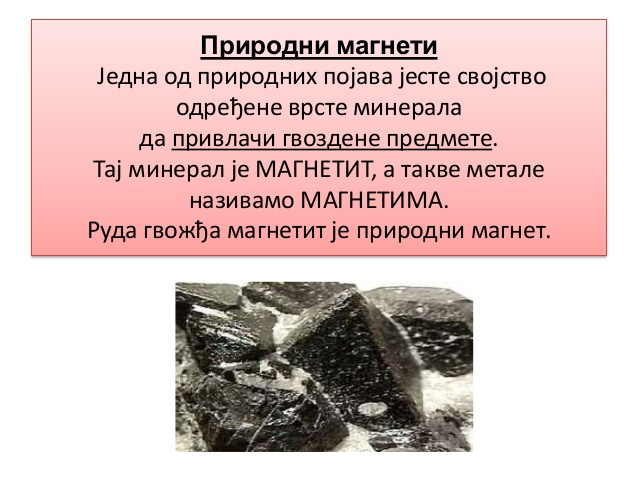 Природни магнети
Једна од природних појава јесте својство
одређене врсте минерала
да привлачи гвоздене предмете.
Тај минерал је МАГНЕТИТ, а такве метале
називамо МАГНЕТИМА.
Руда гвожђа магнетит је природни магнет.